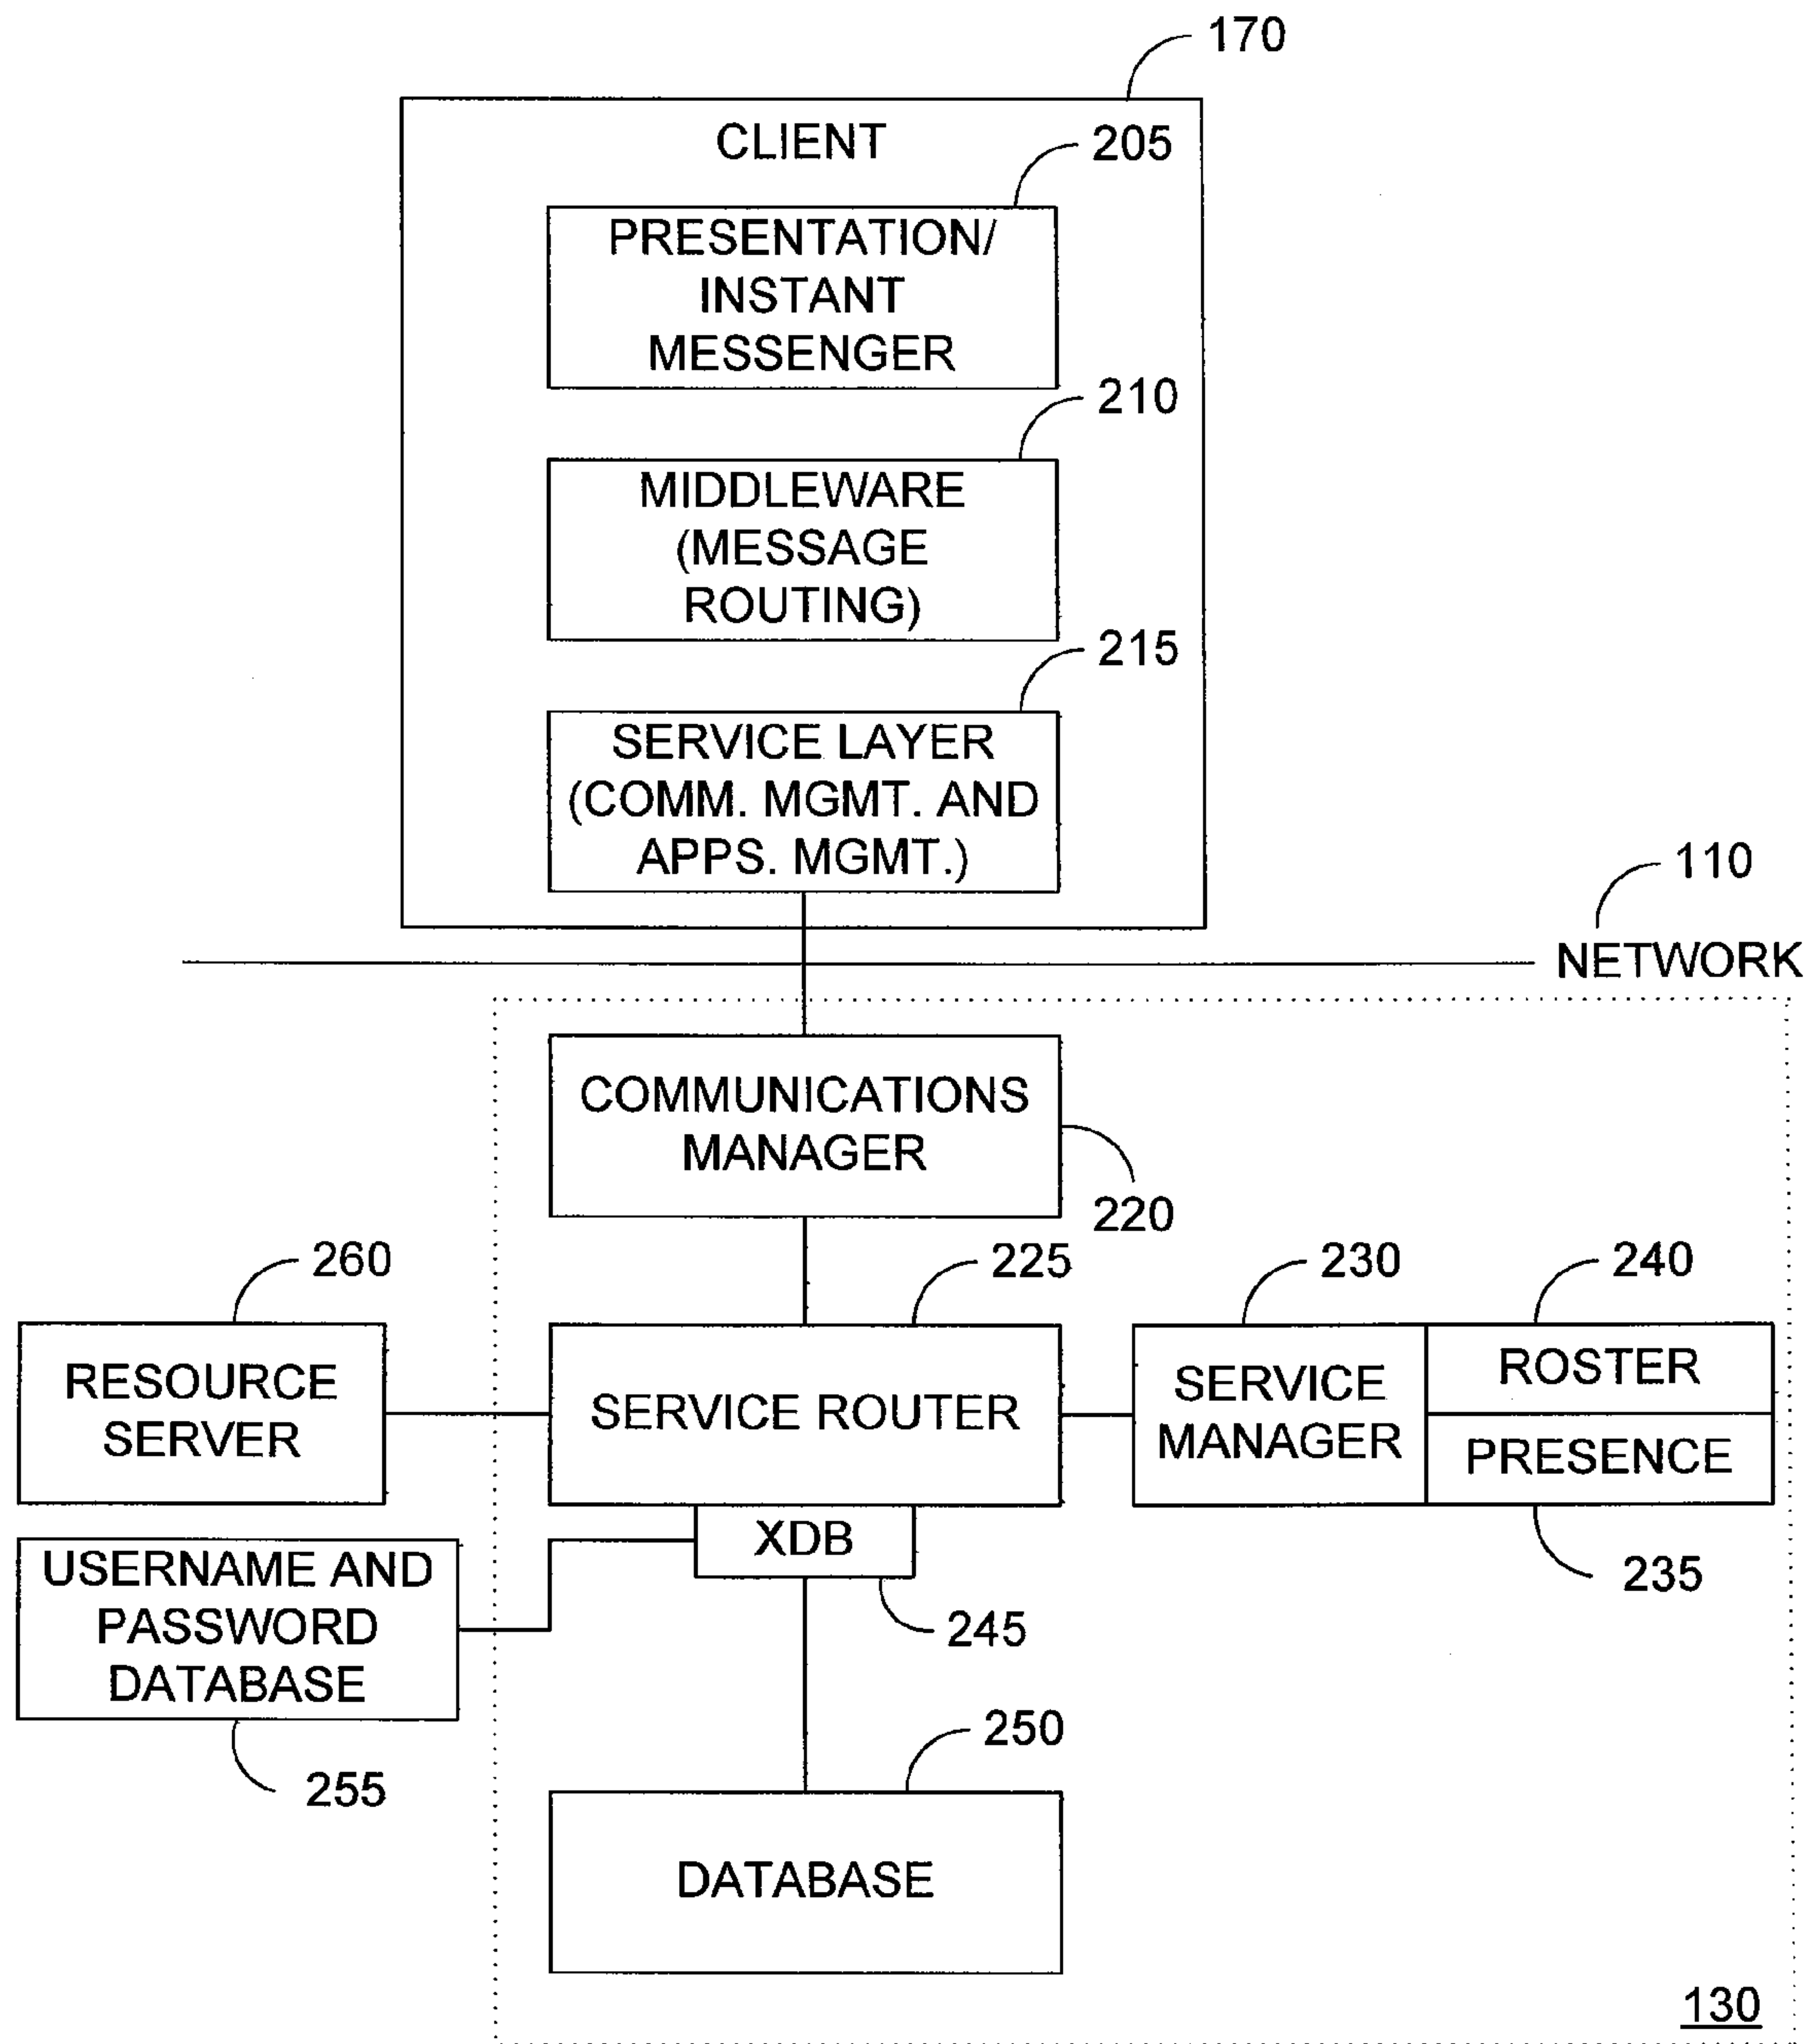 170
CLIENT
205
PRESENTATION/
INSTANT
MESSENGER
210
MIDDLEWARE
(MESSAGE
ROUTING)
215
SERVICE LAYER
(COMM. MGMT. AND
APPS. MGMT.)
110
NETWORK
COMMUNICATIONS
MANAGER
220
260
225
230
240
RESOURCE
SERVER
SERVICE ROUTER
SERVICE
MANAGER
ROSTER
PRESENCE
XDB
235
USERNAME AND
PASSWORD
DATABASE
245
255
250
DATABASE
130